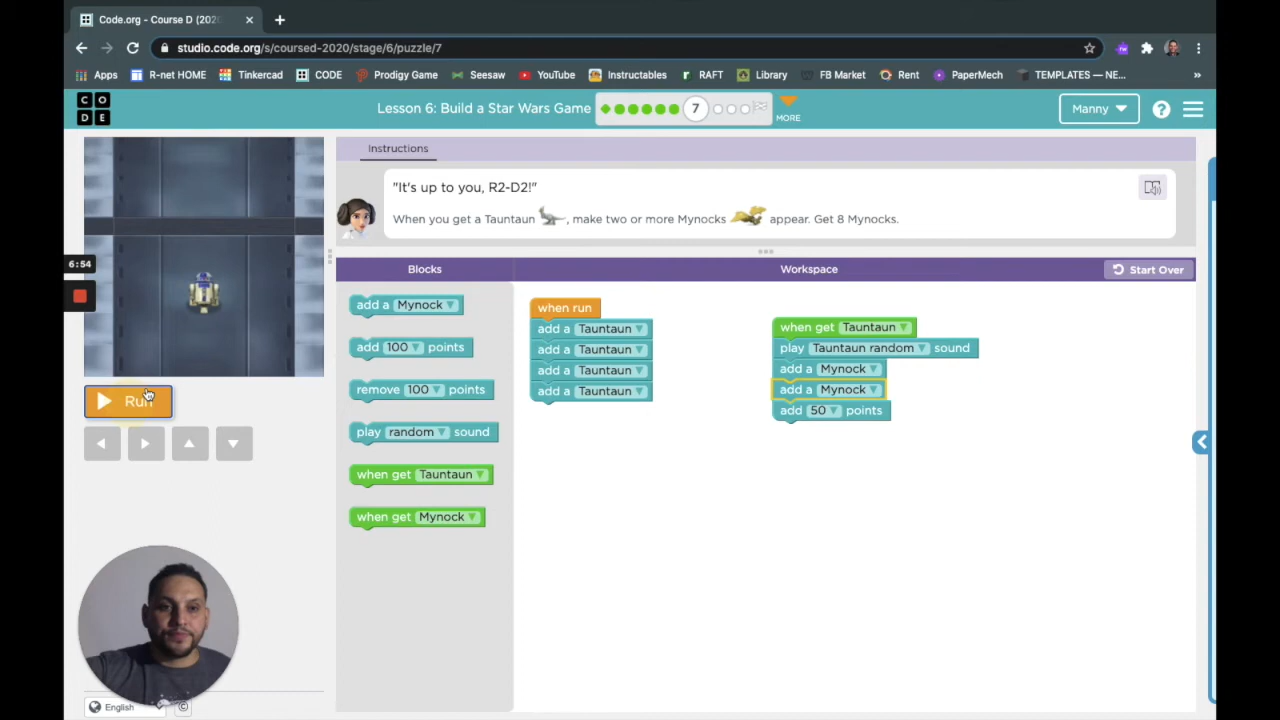 Code.org - Course D (202
studio.code.org/s/coursed-2020/stage/6/puzzle/7
Apps R-net HOME Tinkercad CODE Prodigy Game Seesaw YouTube Instructables RAFT Library FB Market Rent PaperMech TEMPLATES — NE... »
C O D E
Lesson 6: Build a Star Wars Game
7
MORE
Manny
?
Instructions
"It's up to you, R2-D2!"
When you get a Tauntaun , make two or more Mynocks appear. Get 8 Mynocks.
6:54
Blocks
Workspace
Start Over
add a Mynock
add 100 points
remove 100 points
play random sound
when get Tauntaun
when get Mynock
when run
add a Tauntaun
add a Tauntaun
add a Tauntaun
add a Tauntaun
when get Tauntaun
play Tauntaun random sound
add a Mynock
add a Mynock
add 50 points
Run
English
©